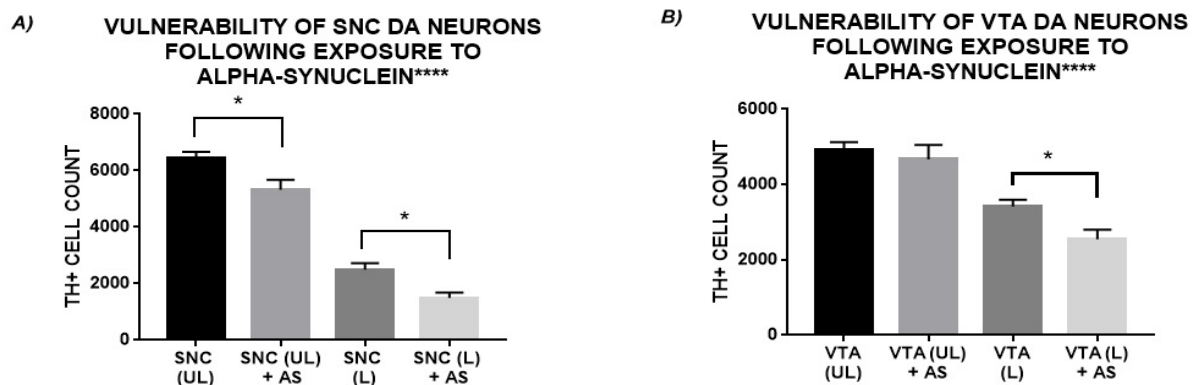 A)
VULNERABILITY OF SNC DA NEURONS
FOLLOWING EXPOSURE TO
ALPHA-SYNUCLEIN****
8000
6000
4000
2000
0
TH+ CELL COUNT
*
*
SNC
(UL)
SNC (UL)
+ AS
SNC
(L)
SNC (L)
+ AS
B)
VULNERABILITY OF VTA DA NEURONS
FOLLOWING EXPOSURE TO
ALPHA-SYNUCLEIN****
6000
4000
2000
0
TH+ CELL COUNT
*
VTA
(UL)
VTA (UL)
+ AS
VTA
(L)
VTA (L)
+ AS